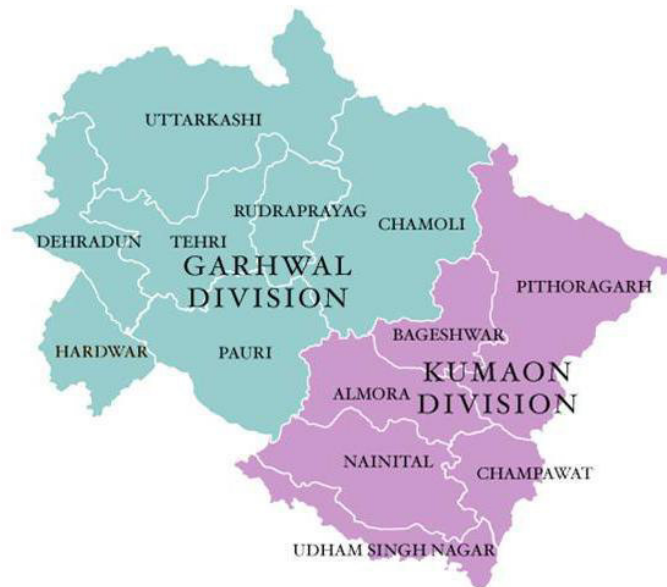 UTTARKASHI
RUDRAPRAYAG
CHAMOLI
DEHRADUN
TEHRI
GARHWAL
DIVISION
PITHORAGARH
HARDWAR
PAURI
BAGESHWAR
KUMAON
DIVISION
ALMORA
NAINITAL
CHAMPAWAT
UDHAM SINGH NAGAR